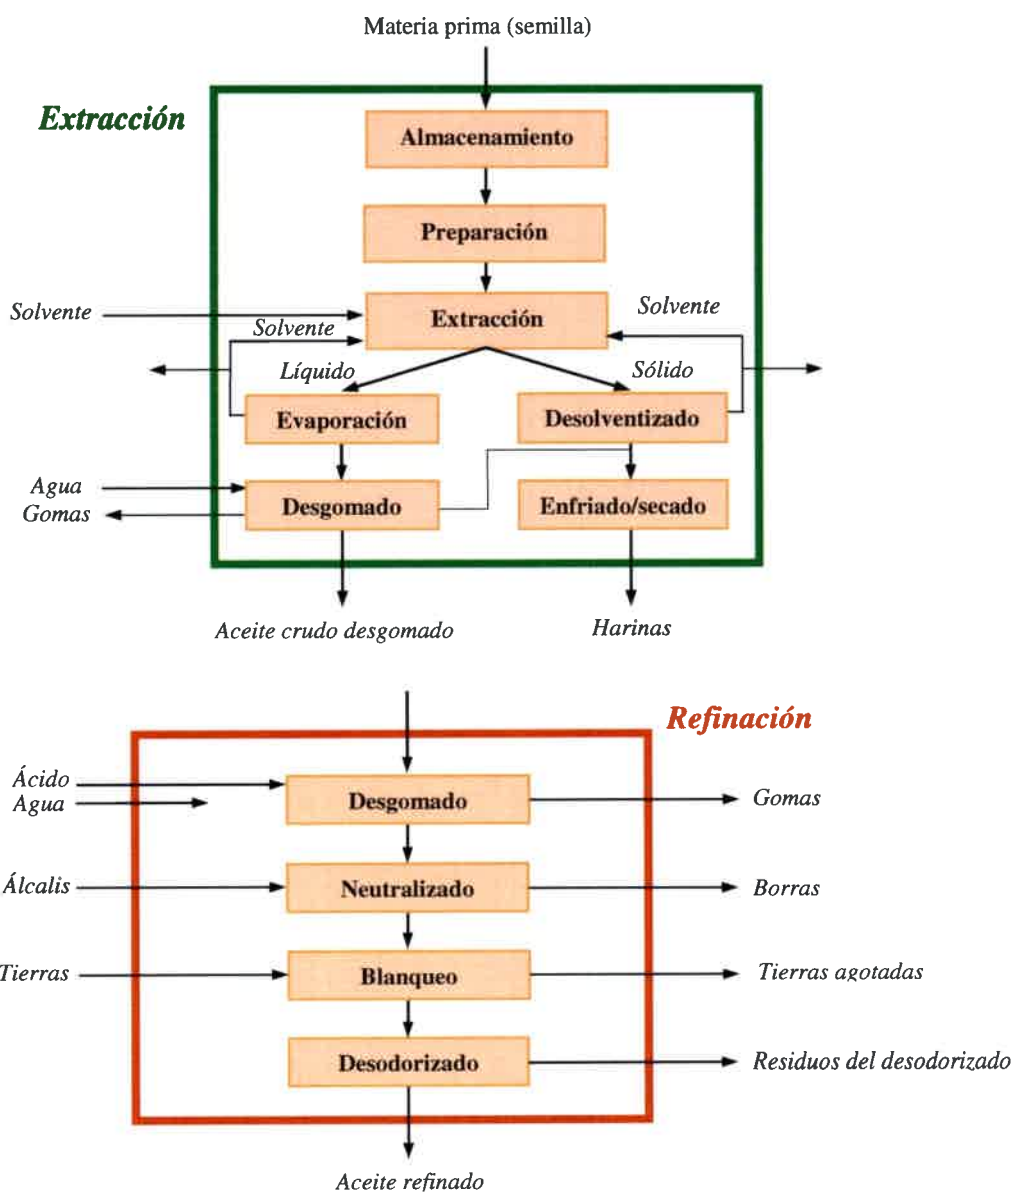 Materia prima (semilla)
Extracción
Almacenamiento
Preparación
Solvente
Extracción
Solvente
Solvente
Líquido
Sólido
Evaporación
Desolventizado
Agua
Gomas
Desgomado
Enfriado/secado
Aceite crudo desgomado
Harinas
Refinación
Ácido
Agua
Desgomado
Gomas
Álcalis
Neutralizado
Borras
Tierras
Blanqueo
Tierras agotadas
Desodorizado
Residuos del desodorizado
Aceite refinado